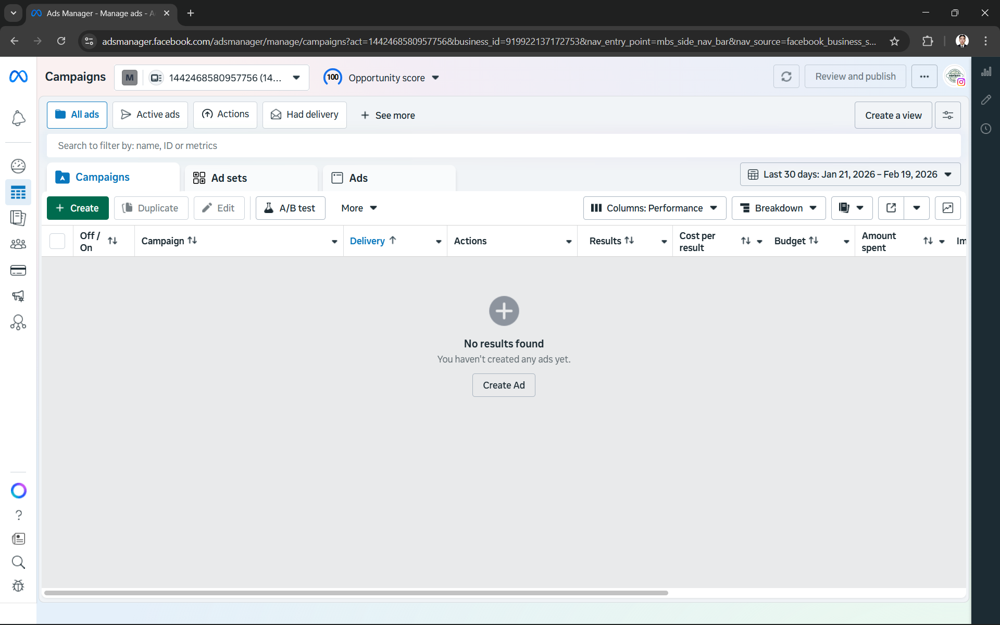 Ads Manager - Manage ads - A
adsmanager.facebook.com/adsmanager/manage/campaigns?act=1442468580957756&business_id=919922137172753&nav_entry_point=mbs_side_nav_bar&nav_source=facebook_business_s...
Campaigns
M
1442468580957756 (14...
100
Opportunity score
Review and publish
All ads
Active ads
Actions
Had delivery
See more
Create a view
Search to filter by: name, ID or metrics
Campaigns
Ad sets
Ads
Last 30 days: Jan 21, 2026 – Feb 19, 2026
+ Create
Duplicate
Edit
A/B test
More
Columns: Performance
Breakdown
Off /
On
Campaign
Delivery
Actions
Results
Cost per
result
Budget
Amount
spent
Im
No results found
You haven't created any ads yet.
Create Ad